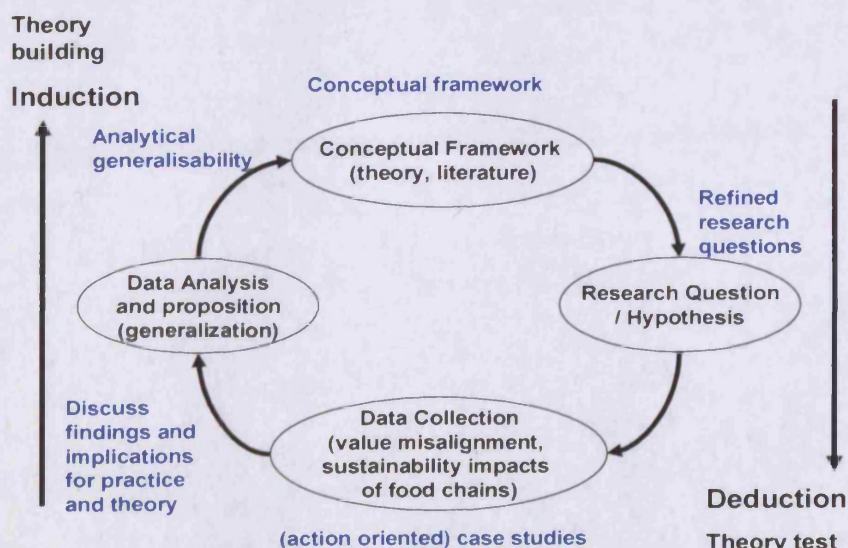 Theory
building
Induction
Conceptual framework
Analytical
generalisability
Conceptual Framework
(theory, literature)
Refined
research
questions
Data Analysis
and proposition
(generalization)
Research Question
/ Hypothesis
Discuss
findings and
implications
for practice
and theory
Data Collection
(value misalignment,
sustainability impacts
of food chains)
(action oriented) case studies
Deduction
Theory test